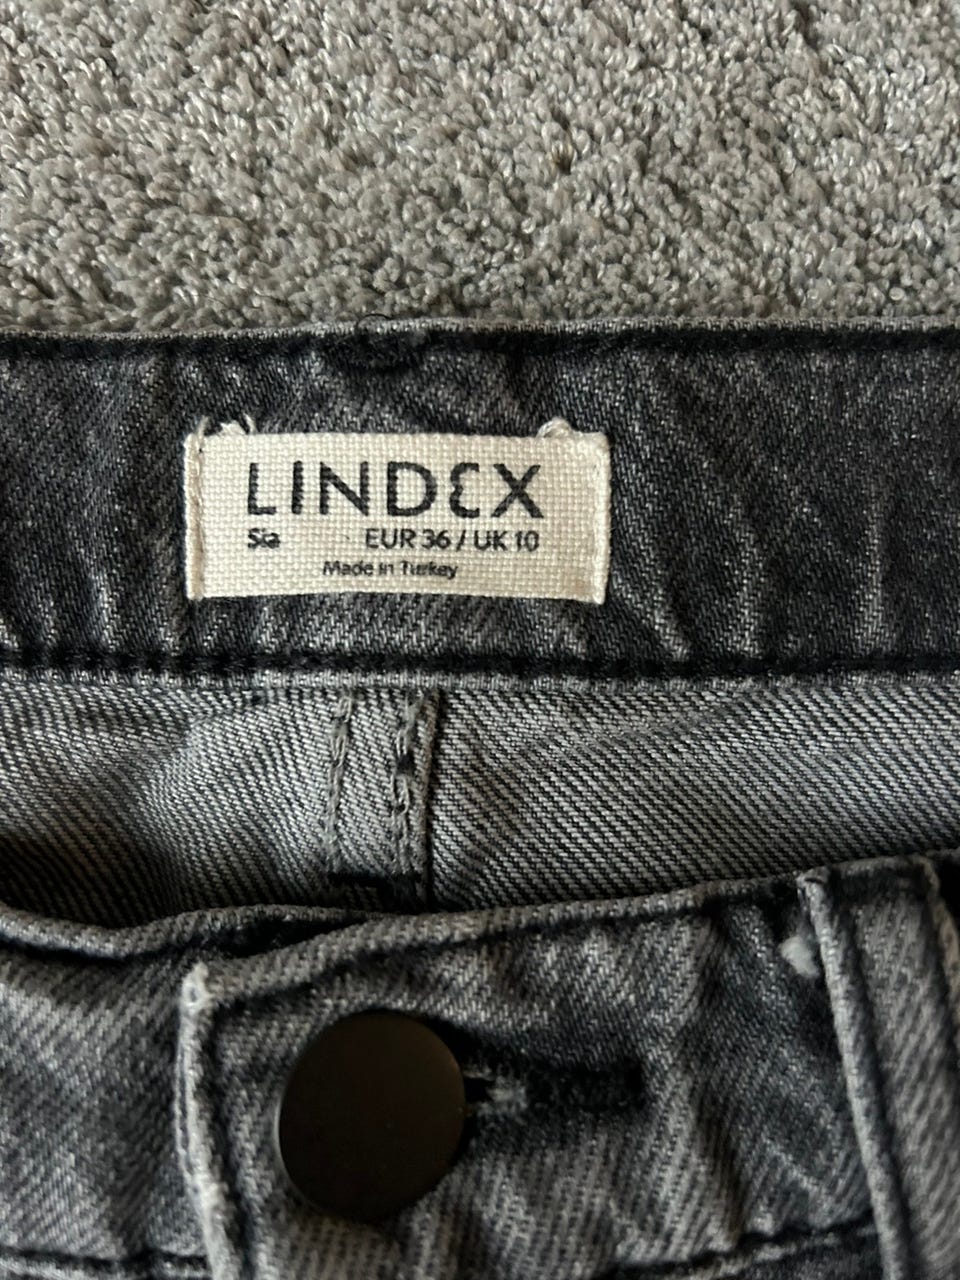 LINDEX
Sia EUR 36 / UK 10
Made in Turkey